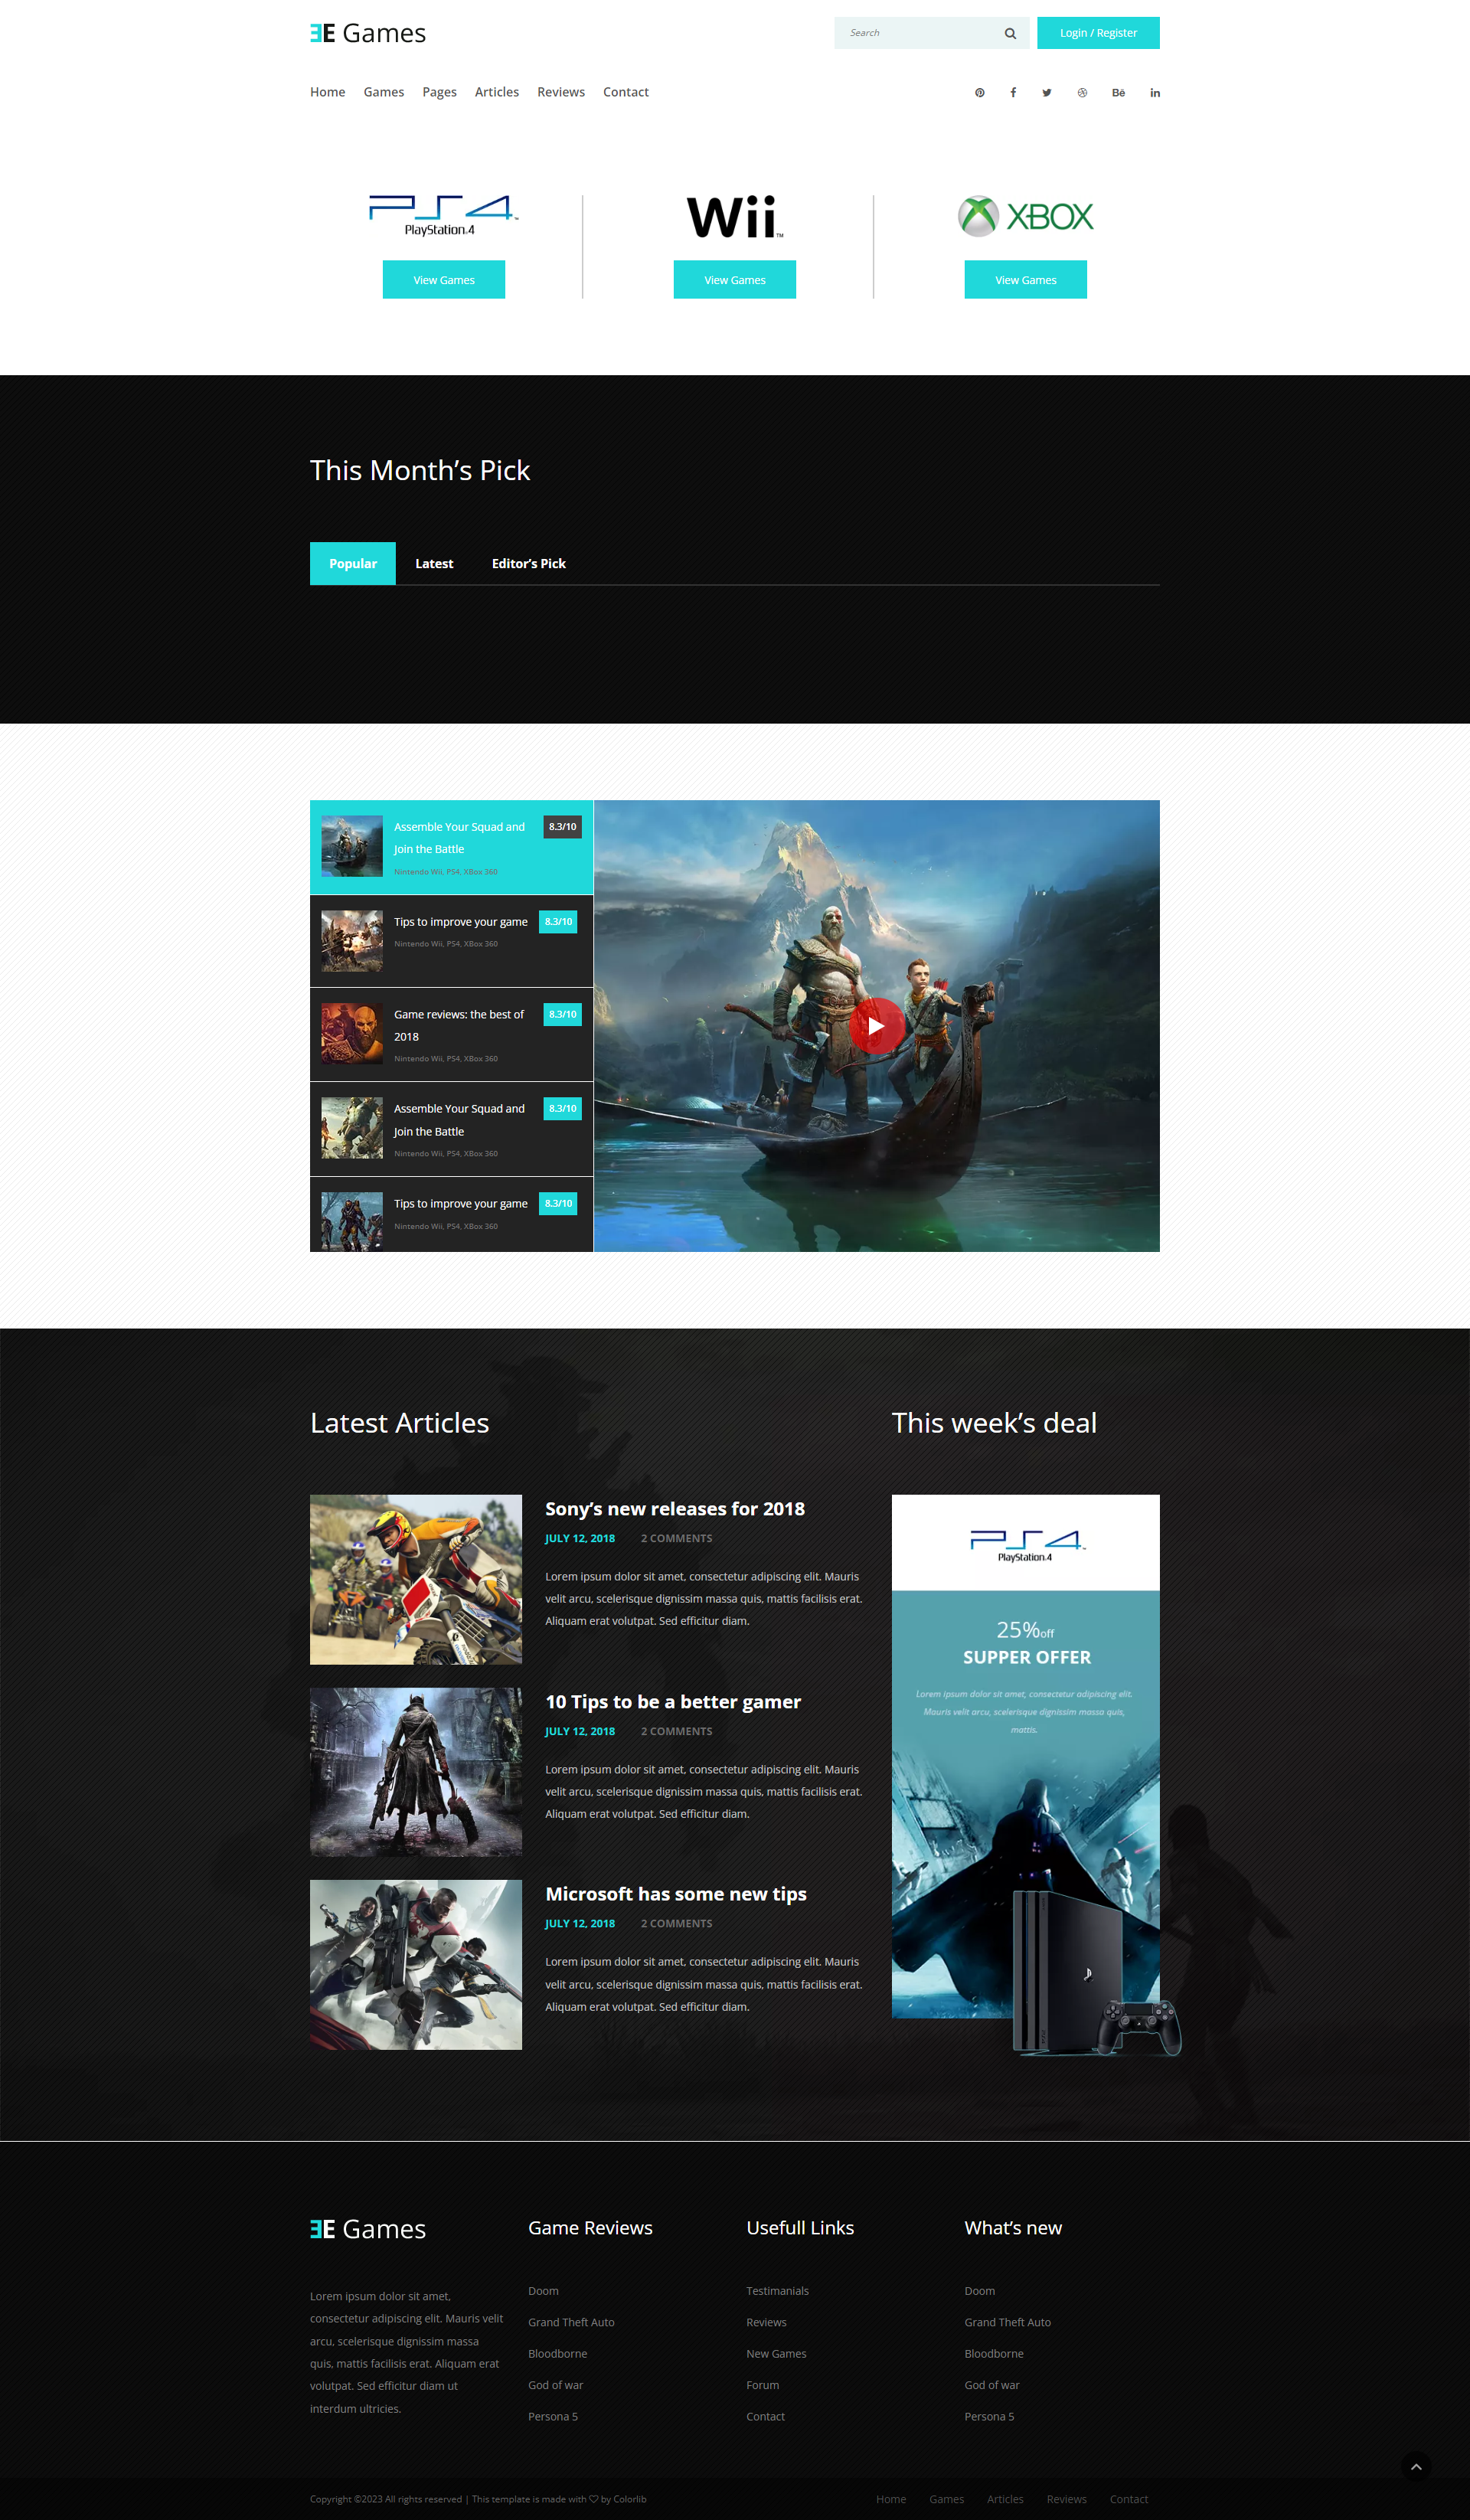 EE Games
Search
Login / Register
Home Games Pages Articles Reviews Contact
PS4
PlayStation.4
Wii™
XBOX
View Games
View Games
View Games
This Month's Pick
Popular Latest Editor's Pick
Assemble Your Squad and
Join the Battle
8.3/10
Nintendo Wii, PS4, XBox 360
Tips to improve your game
8.3/10
Nintendo Wii, PS4, XBox 360
Game reviews: the best of
2018
8.3/10
Nintendo Wii, PS4, XBox 360
Assemble Your Squad and
Join the Battle
8.3/10
Nintendo Wii, PS4, XBox 360
Tips to improve your game
8.3/10
Nintendo Wii, PS4, XBox 360
Latest Articles
Sony's new releases for 2018
JULY 12, 2018 2 COMMENTS
Lorem ipsum dolor sit amet, consectetur adipiscing elit. Mauris
velit arcu, scelerisque dignissim massa quis, mattis facilisis erat.
Aliquam erat volutpat. Sed efficitur diam.
10 Tips to be a better gamer
JULY 12, 2018 2 COMMENTS
Lorem ipsum dolor sit amet, consectetur adipiscing elit. Mauris
velit arcu, scelerisque dignissim massa quis, mattis facilisis erat.
Aliquam erat volutpat. Sed efficitur diam.
Microsoft has some new tips
JULY 12, 2018 2 COMMENTS
Lorem ipsum dolor sit amet, consectetur adipiscing elit. Mauris
velit arcu, scelerisque dignissim massa quis, mattis facilisis erat.
Aliquam erat volutpat. Sed efficitur diam.
This week's deal
PS4
PlayStation.4
25%off
SUPPER OFFER
Lorem ipsum dolor sit amet, consectetur adipiscing elit.
Mauris velit arcu, scelerisque dignissim massa quis,
mattis.
EE Games
Lorem ipsum dolor sit amet,
consectetur adipiscing elit. Mauris velit
arcu, scelerisque dignissim massa
quis, mattis facilisis erat. Aliquam erat
volutpat. Sed efficitur diam ut
interdum ultricies.
Game Reviews
Doom
Grand Theft Auto
Bloodborne
God of war
Persona 5
Usefull Links
Testimanials
Reviews
New Games
Forum
Contact
What's new
Doom
Grand Theft Auto
Bloodborne
God of war
Persona 5
Copyright ©2023 All rights reserved | This template is made with ♡ by Colorlib
Home Games Articles Reviews Contact